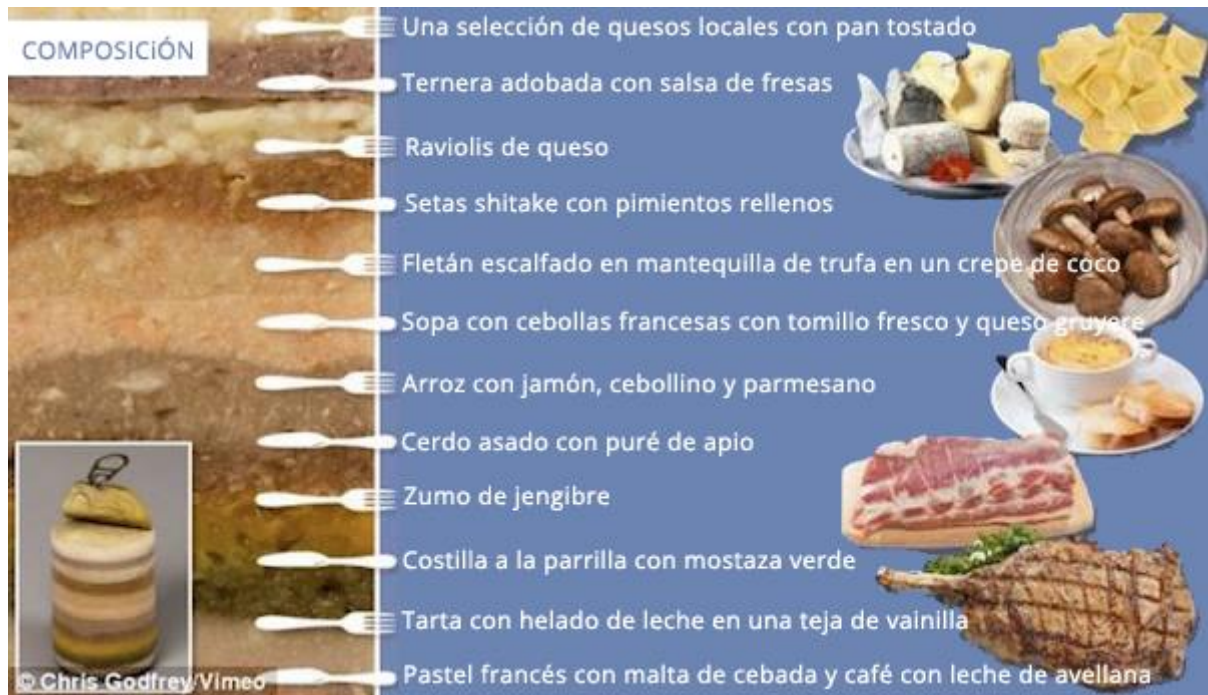 COMPOSICiÓN
Una selección de quesos locales con pan tostado
Ternera adobada con salsa de fresas
Raviolis de queso
Setas shitake con pimientos rellenos
Fletán escalfado en mantequilla de trufa en un crepe de coco
Sopa con cebollas francesas con tomillo fresco y queso gruyere
Arroz con jamón, cebollino y parmesano
Cerdo asado con puré de apio
Zumo de jengibre
Costilla a la parrilla con mostaza verde
Tarta con helado de leche en una teja de vainilla
Pastel francés con malta de cebada y café con leche de avellana
© Chris Godfrey/Vimeo